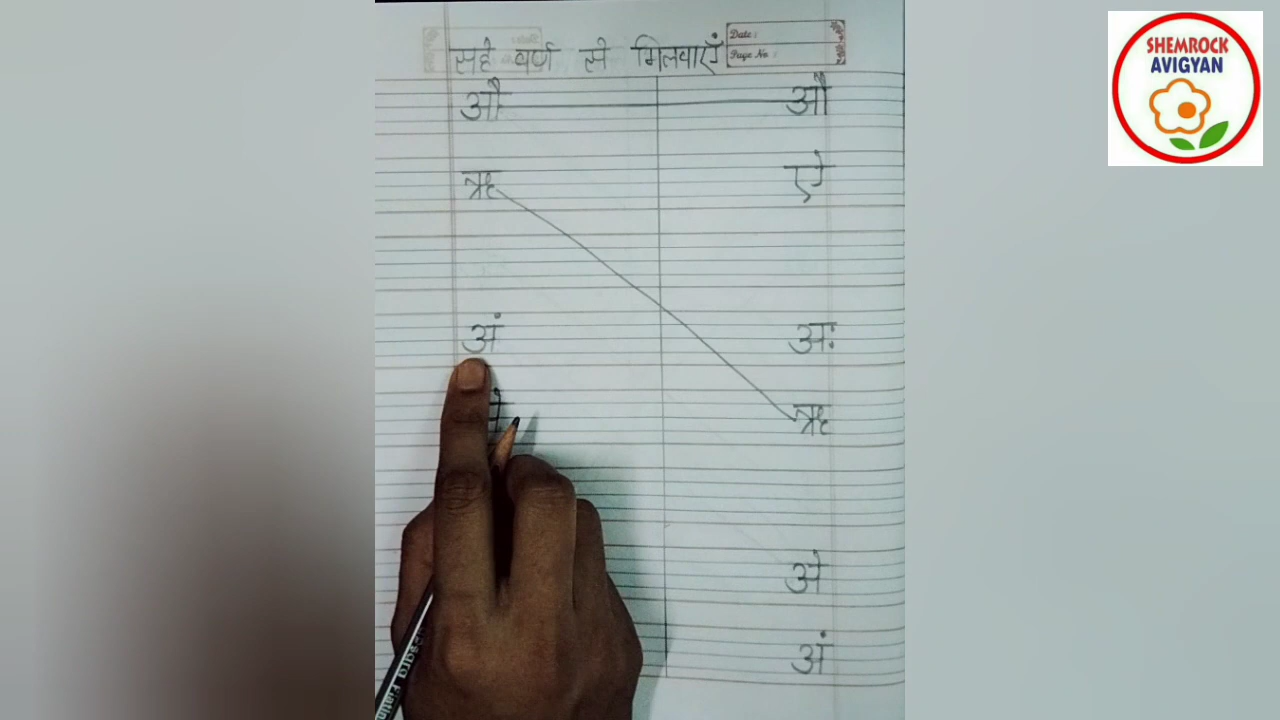 सहे वर्ण से मिलवाएँ
Date :
Page No :
SHEMROCK
AVIGYAN
औ औ
ऋ ऐ
अं अः
ऋ
अे
अं